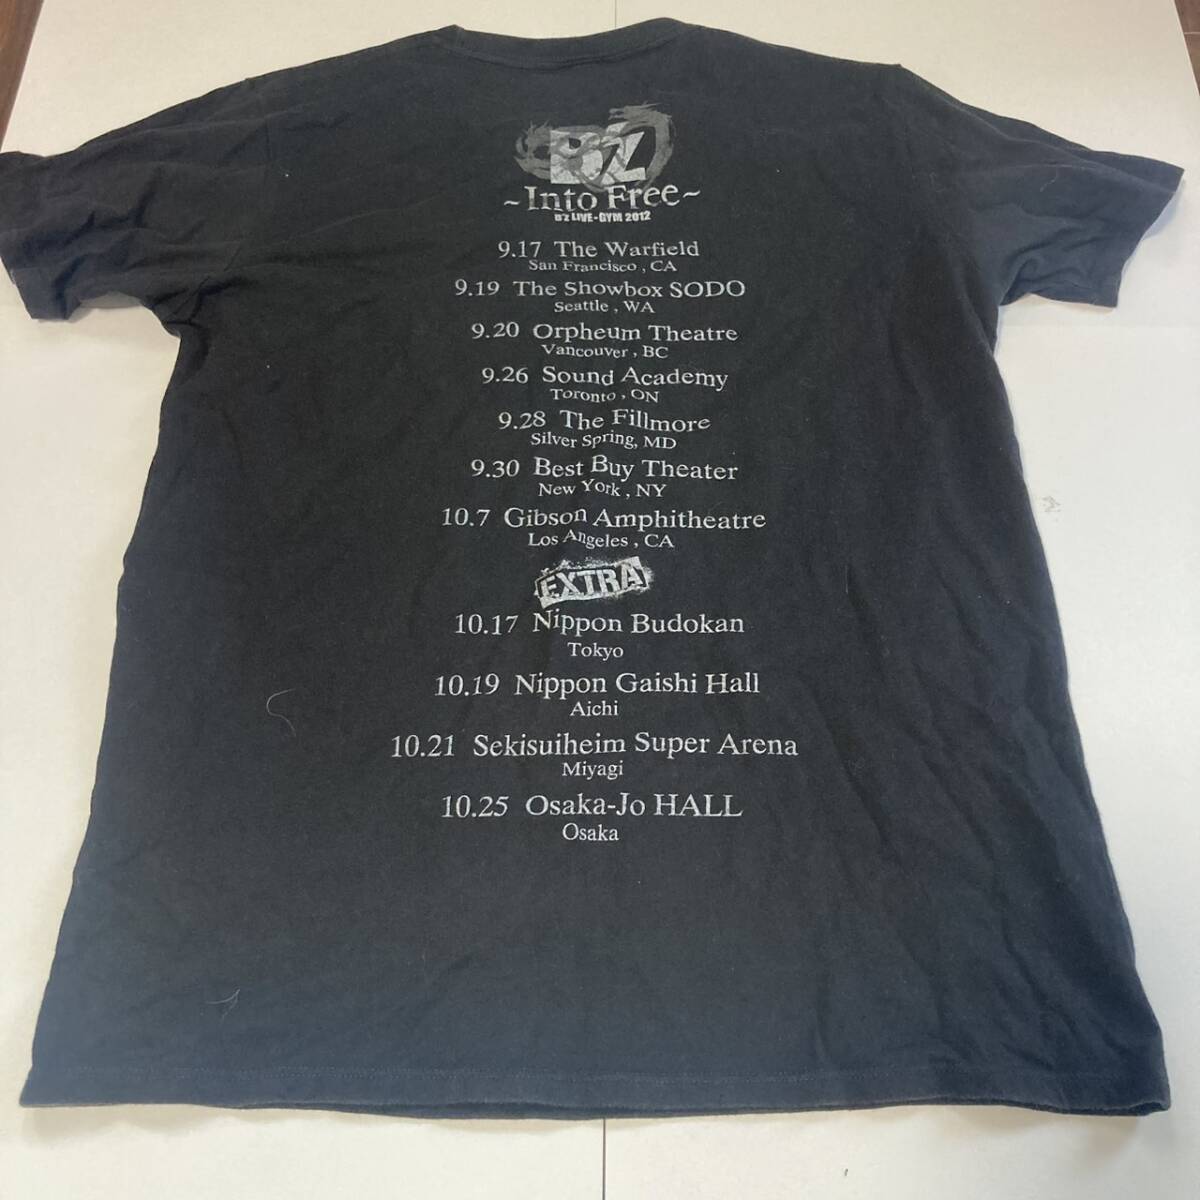 B'z
~Into Free~
B'z LIVE-GYM 2012
9.17 The Warfield
San Francisco , CA
9.19 The Showbox SODO
Seattle , WA
9.20 Orpheum Theatre
Vancouver , BC
9.26 Sound Academy
Toronto , ON
9.28 The Fillmore
Silver Spring, MD
9.30 Best Buy Theater
New York , NY
10.7 Gibson Amphitheatre
Los Angeles , CA
EXTRA
10.17 Nippon Budokan
Tokyo
10.19 Nippon Gaishi Hall
Aichi
10.21 Sekisuiheim Super Arena
Miyagi
10.25 Osaka-Jo HALL
Osaka